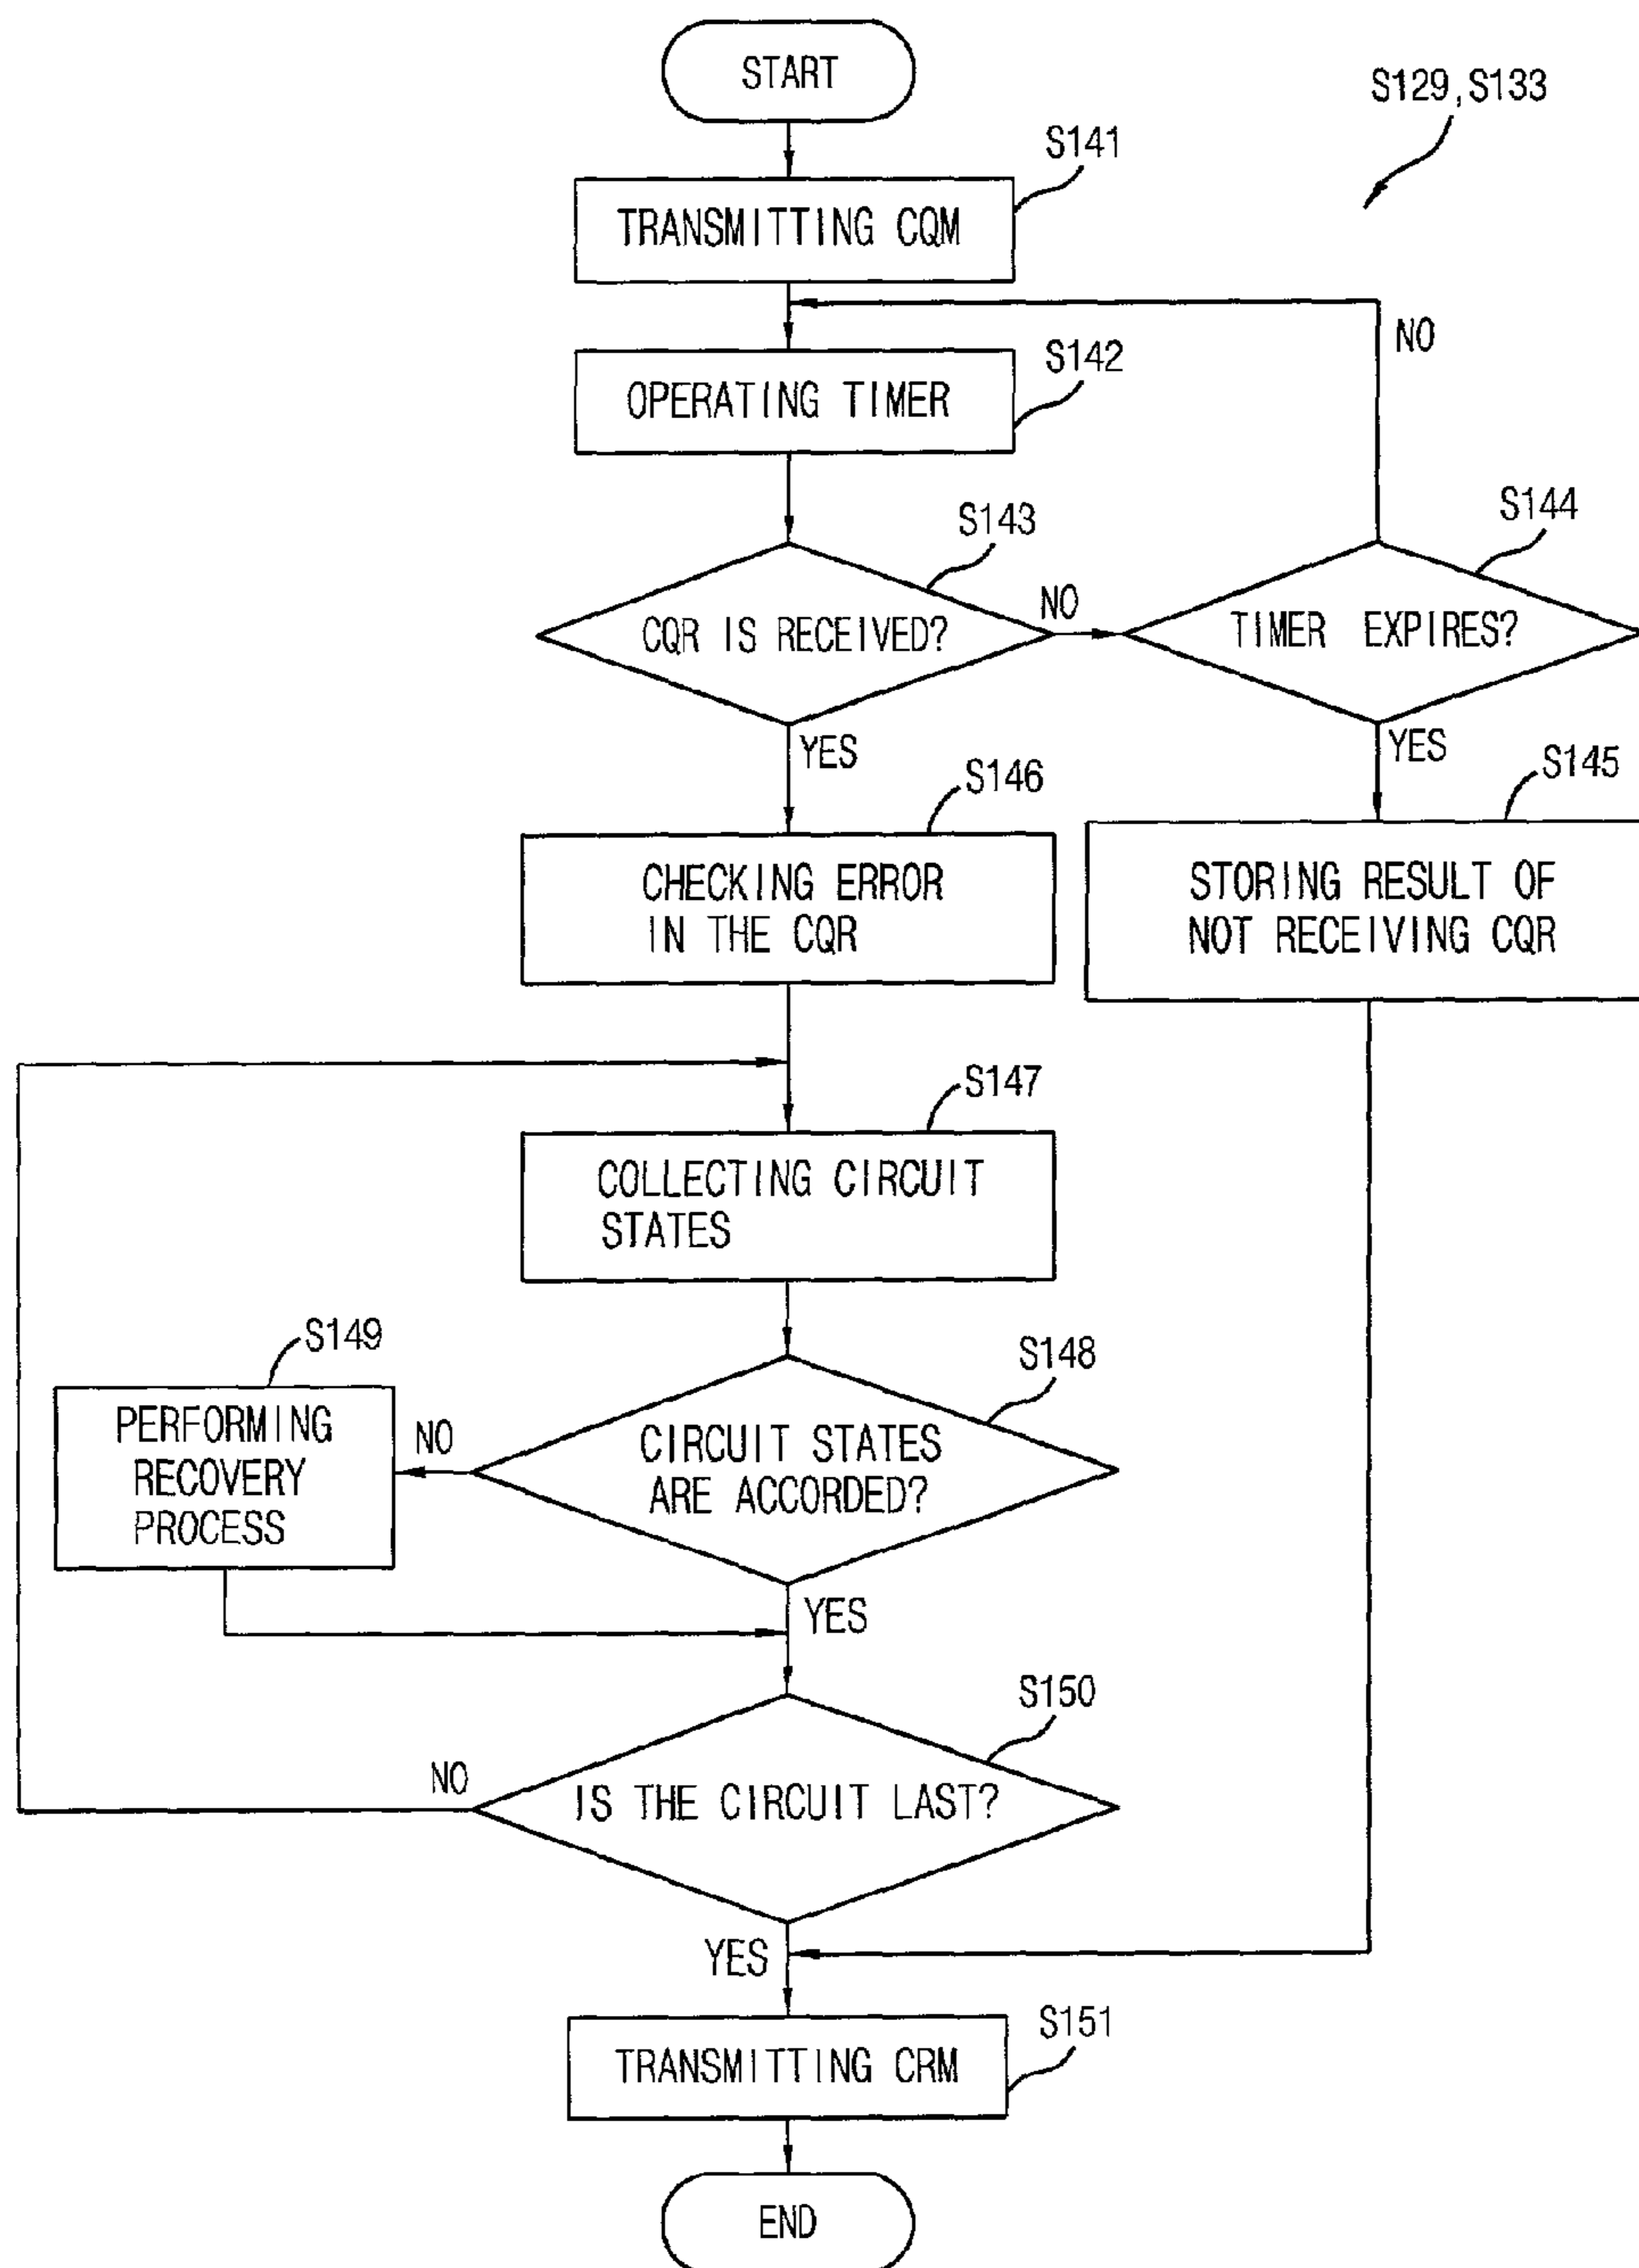 START
S129,S133
S141
TRANSMITTING CQM
NO
S142
OPERATING TIMER
S143
S144
CQR IS RECEIVED?
NO
TIMER EXPIRES?
YES
YES
S146
S145
CHECKING ERROR
IN THE CQR
STORING RESULT OF
NOT RECEIVING CQR
S147
COLLECTING CIRCUIT
STATES
S149
S148
PERFORMING
RECOVERY
PROCESS
NO
CIRCUIT STATES
ARE ACCORDED?
YES
S150
NO
IS THE CIRCUIT LAST?
YES
S151
TRANSMITTING CRM
END